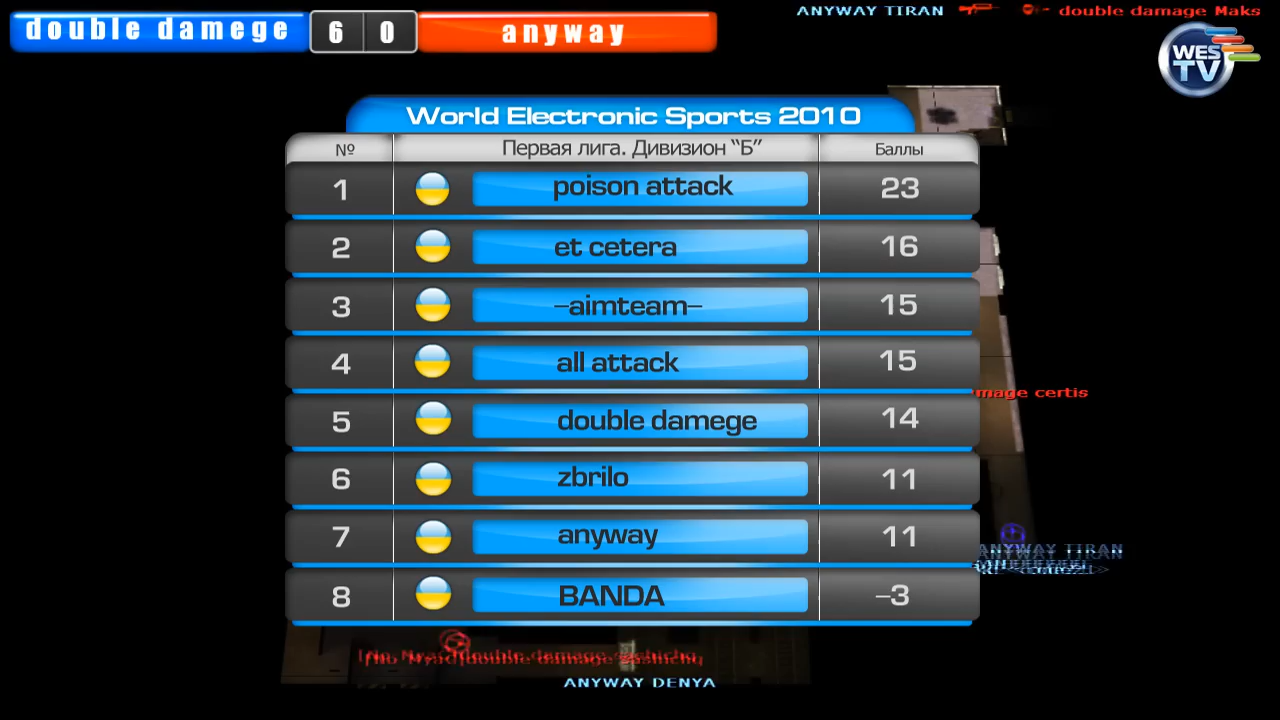 double damege 6 0 anyway
ANYWAY TIRAN double damage Maks
WES TV
World Electronic Sports 2010
№ Первая лига. Дивизион “Б” Баллы
1 poison attack 23
2 et cetera 16
3 –aimteam– 15
4 all attack 15
5 double damege 14
mage certis
6 zbrilo 11
7 anyway 11
ANYWAY TIRAN
8 BANDA –3
double damage
ANYWAY DENYA